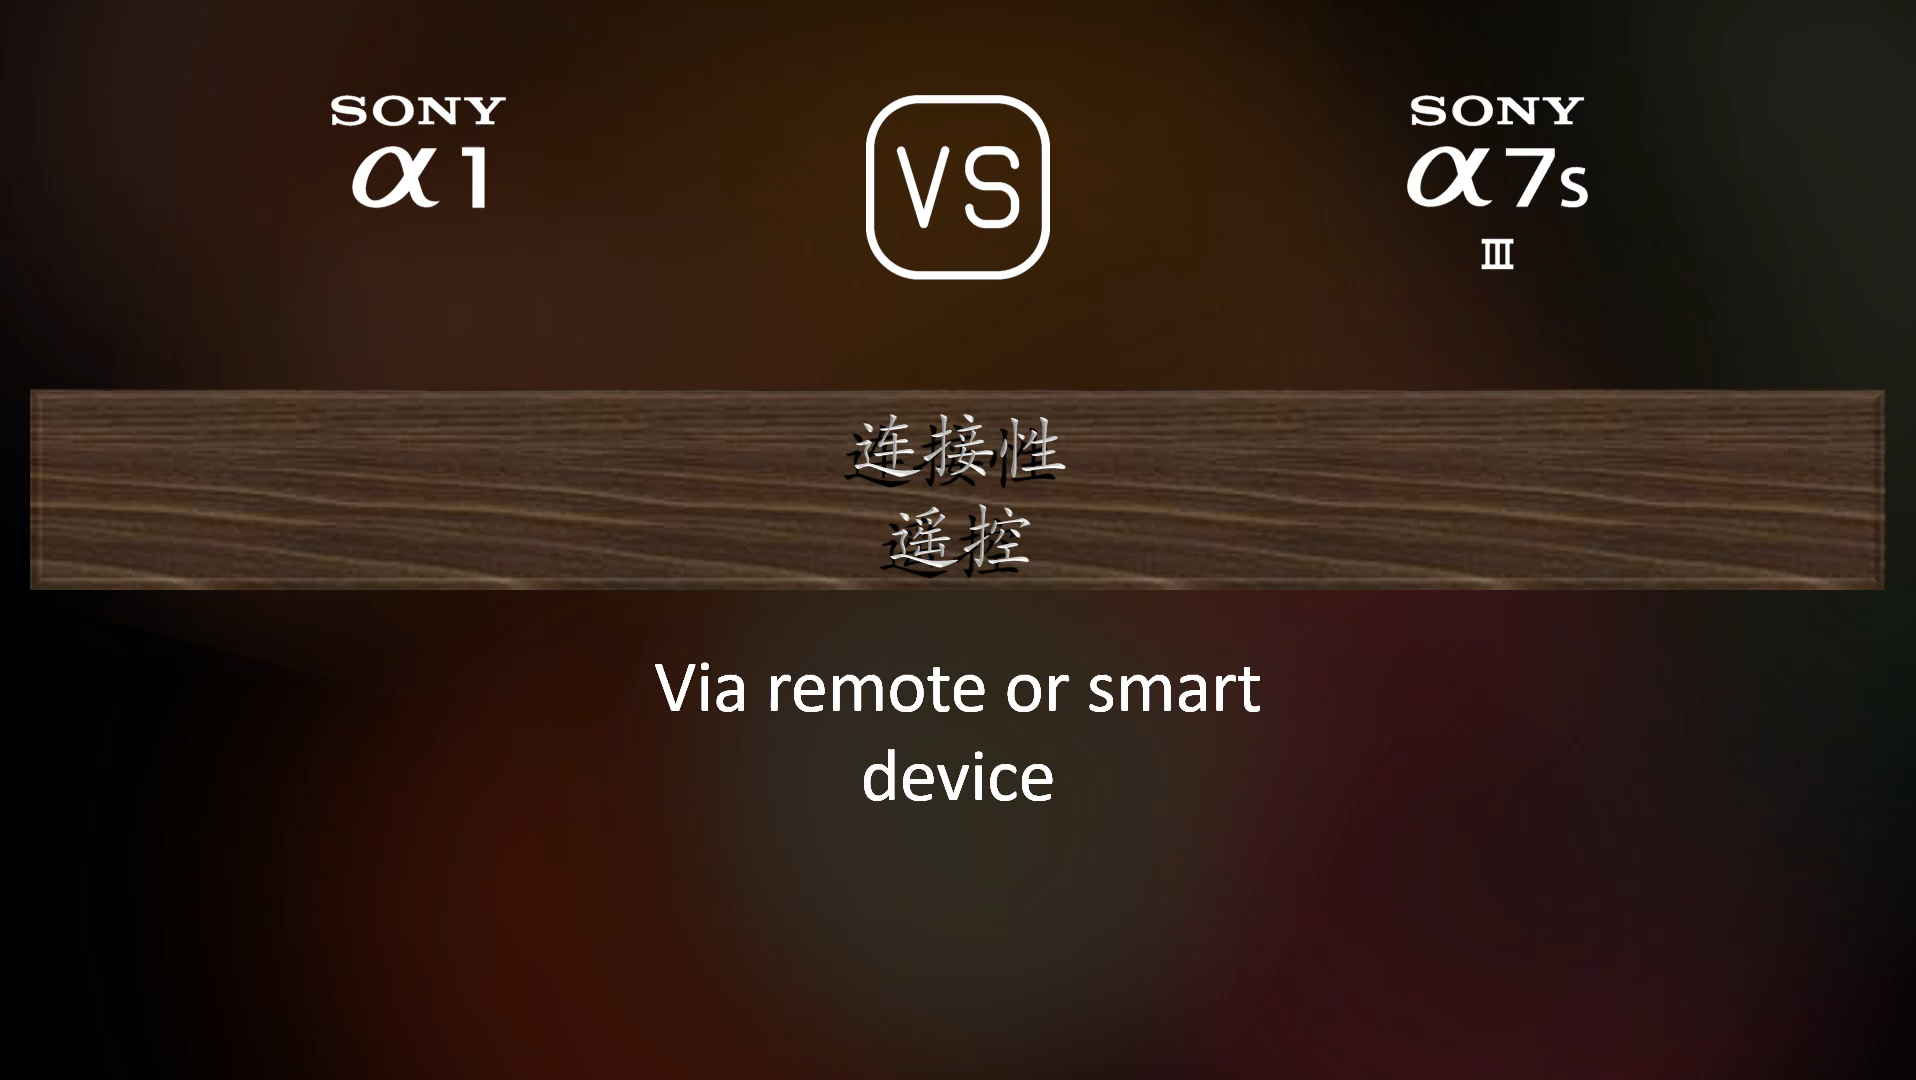 SONY
α1
VS
SONY
α7s
III
连接性
遥控
Via remote or smart
device